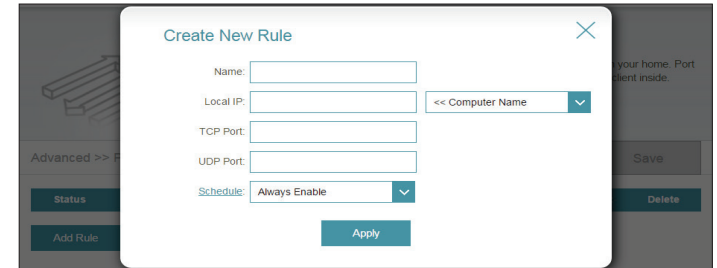 Create New Rule
your home. Port
client inside.
Name:
Local IP: << Computer Name
TCP Port:
UDP Port:
Advanced >> Save
Schedule: Always Enable
Status Delete
Apply
Add Rule